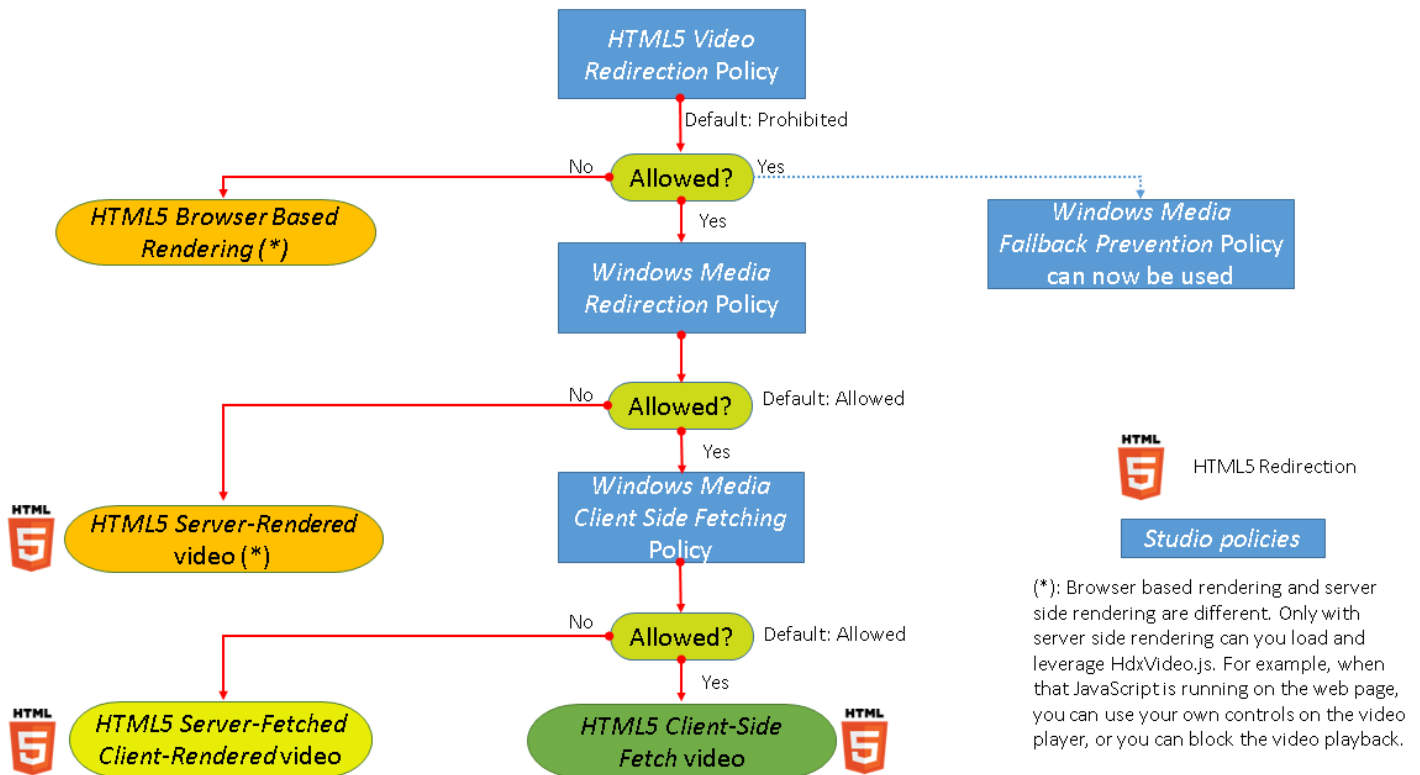 HTML5 Video
Redirection Policy
Default: Prohibited
No
Allowed?
Yes
HTML5 Browser Based
Rendering (*)
Yes
Windows Media
Fallback Prevention Policy
can now be used
Windows Media
Redirection Policy
No
Allowed?
Default: Allowed
Yes
HTML
5
HTML5 Redirection
HTML
5
HTML5 Server-Rendered
video (*)
Windows Media
Client Side Fetching
Policy
Studio policies
No
Allowed?
Default: Allowed
Yes
HTML
5
HTML5 Server-Fetched
Client-Rendered video
HTML5 Client-Side
Fetch video
HTML
5
(*): Browser based rendering and server
side rendering are different. Only with
server side rendering can you load and
leverage HdxVideo.js. For example, when
that JavaScript is running on the web page,
you can use your own controls on the video
player, or you can block the video playback.